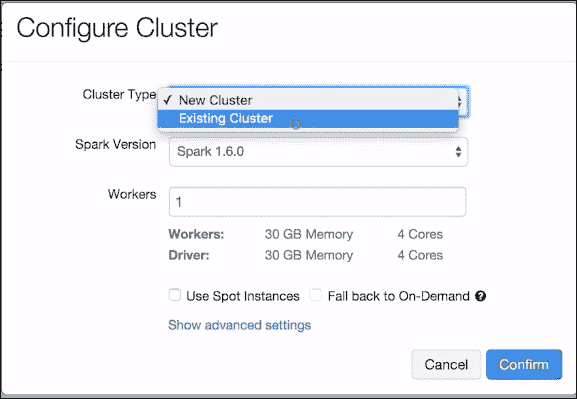 Configure Cluster
Cluster Type
✓ New Cluster
Existing Cluster
Spark Version Spark 1.6.0
Workers 1
Workers: 30 GB Memory 4 Cores
Driver: 30 GB Memory 4 Cores
Use Spot Instances Fall back to On-Demand ?
Show advanced settings
Cancel Confirm